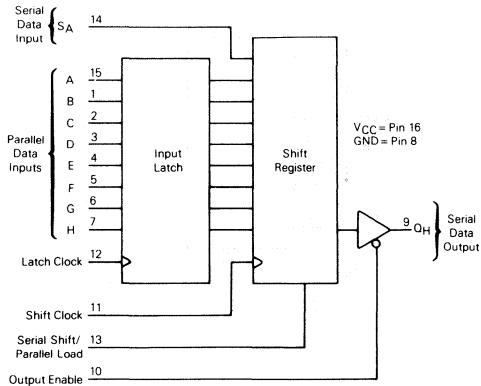 Serial
Data
Input
SA 14
A 15
B 1
C 2
D 3
E 4
F 5
G 6
H 7
Parallel
Data
Inputs
Input
Latch
Shift
Register
VCC = Pin 16
GND = Pin 8
9 QH
Serial
Data
Output
Latch Clock 12
Shift Clock 11
Serial Shift/
Parallel Load 13
Output Enable 10